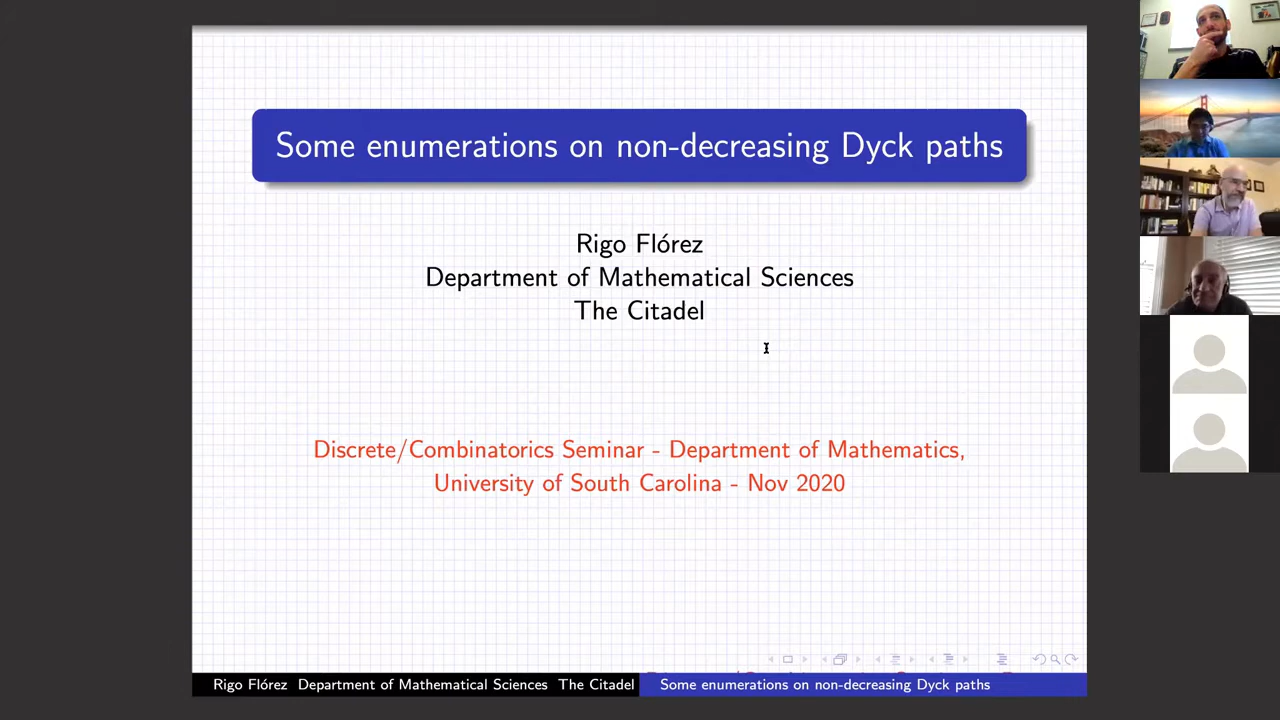 Some enumerations on non-decreasing Dyck paths
Rigo Flórez
Department of Mathematical Sciences
The Citadel
Discrete/Combinatorics Seminar - Department of Mathematics,
University of South Carolina - Nov 2020
Rigo Flórez Department of Mathematical Sciences The Citadel
Some enumerations on non-decreasing Dyck paths